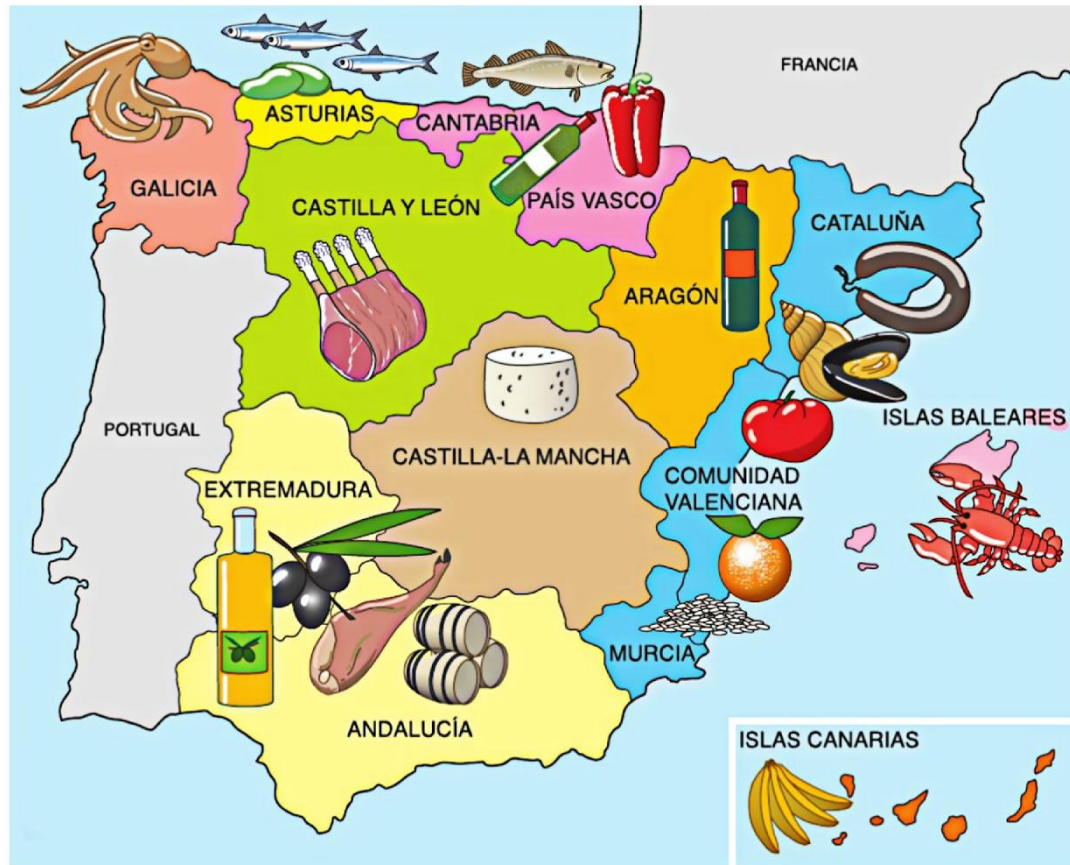 FRANCIA
ASTURIAS
CANTABRIA
GALICIA
CASTILLA Y LEÓN
PAÍS VASCO
CATALUÑA
ARAGÓN
ISLAS BALEARES
PORTUGAL
CASTILLA-LA MANCHA
COMUNIDAD
VALENCIANA
EXTREMADURA
MURCIA
ANDALUCÍA
ISLAS CANARIAS